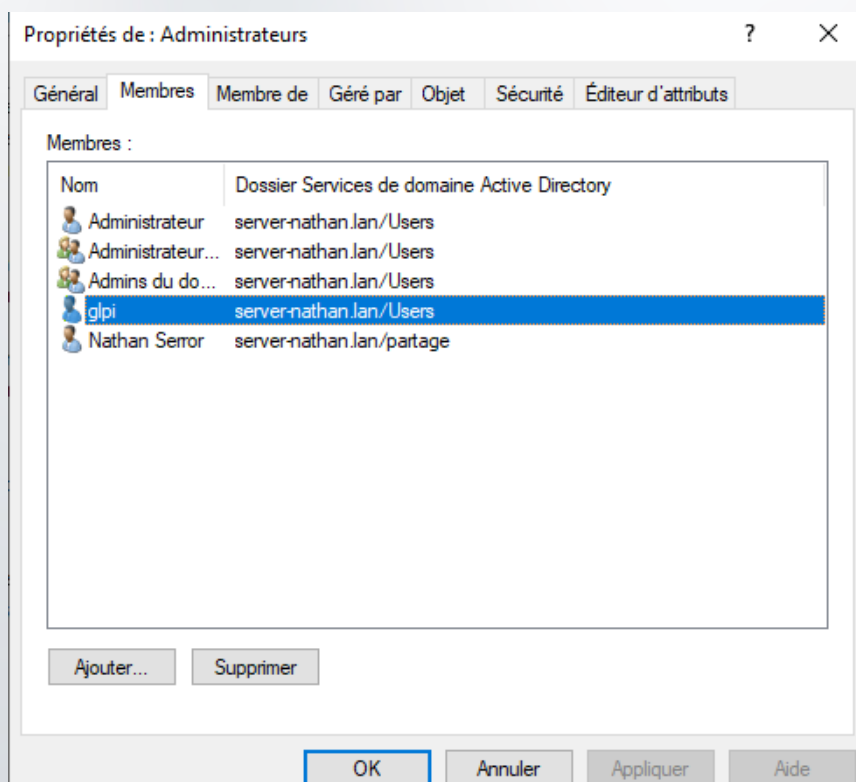 Propriétés de : Administrateurs ? ×
Général Membres Membre de Géré par Objet Sécurité Éditeur d'attributs
Membres :
Nom Dossier Services de domaine Active Directory
Administrateur server-nathan.lan/Users
Administrateur... server-nathan.lan/Users
Admins du do... server-nathan.lan/Users
glpi server-nathan.lan/Users
Nathan Serror server-nathan.lan/partage
Ajouter... Supprimer
OK Annuler Appliquer Aide